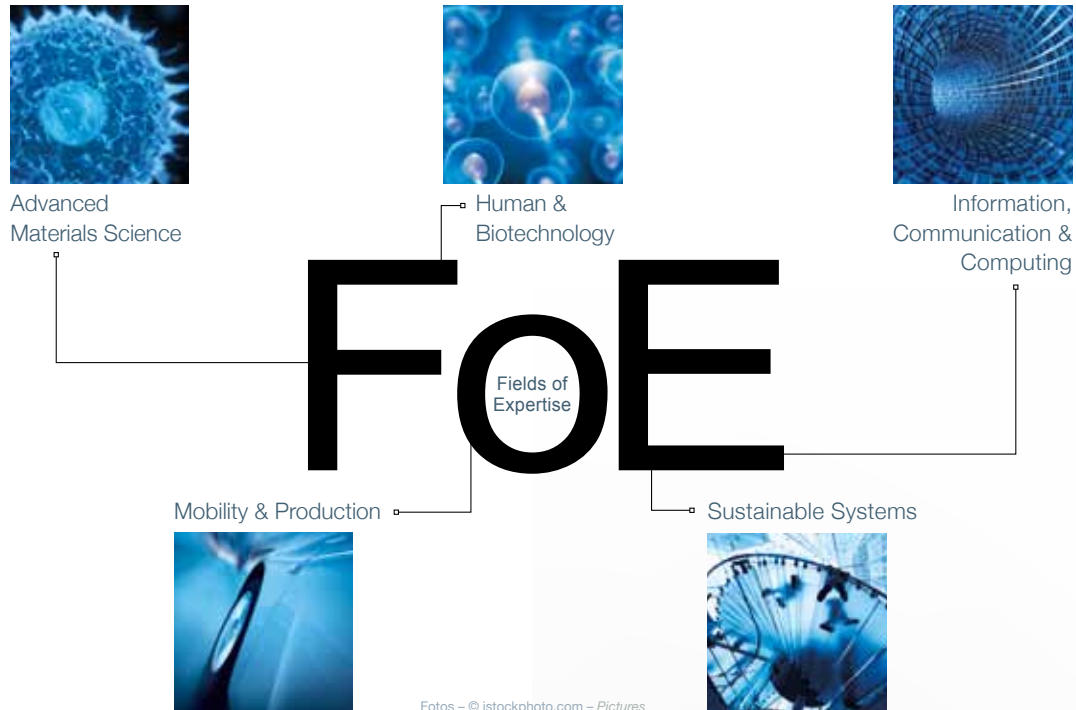 Advanced
Materials Science
Human &
Biotechnology
Information,
Communication &
Computing
FoE
Fields of
Expertise
Mobility & Production
Sustainable Systems
Fotos – © istockphoto.com – Pictures